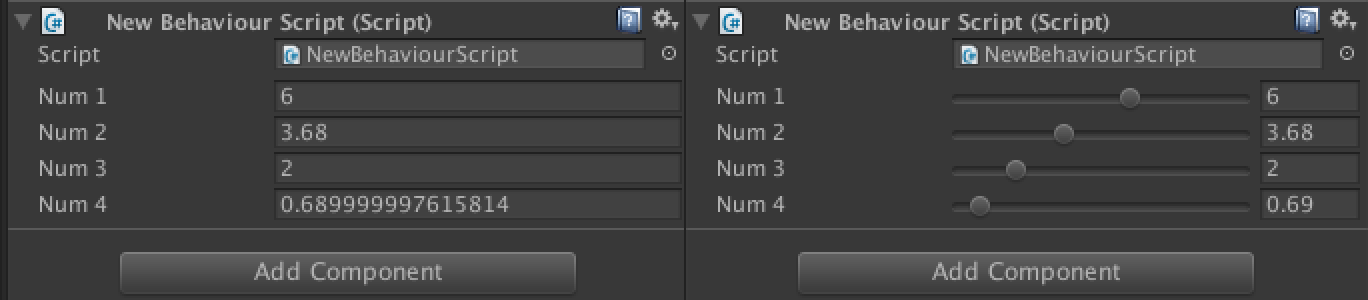 New Behaviour Script (Script)
Script NewBehaviourScript
Num 1 6
Num 2 3.68
Num 3 2
Num 4 0.689999997615814
Add Component
New Behaviour Script (Script)
Script NewBehaviourScript
Num 1 6
Num 2 3.68
Num 3 2
Num 4 0.69
Add Component